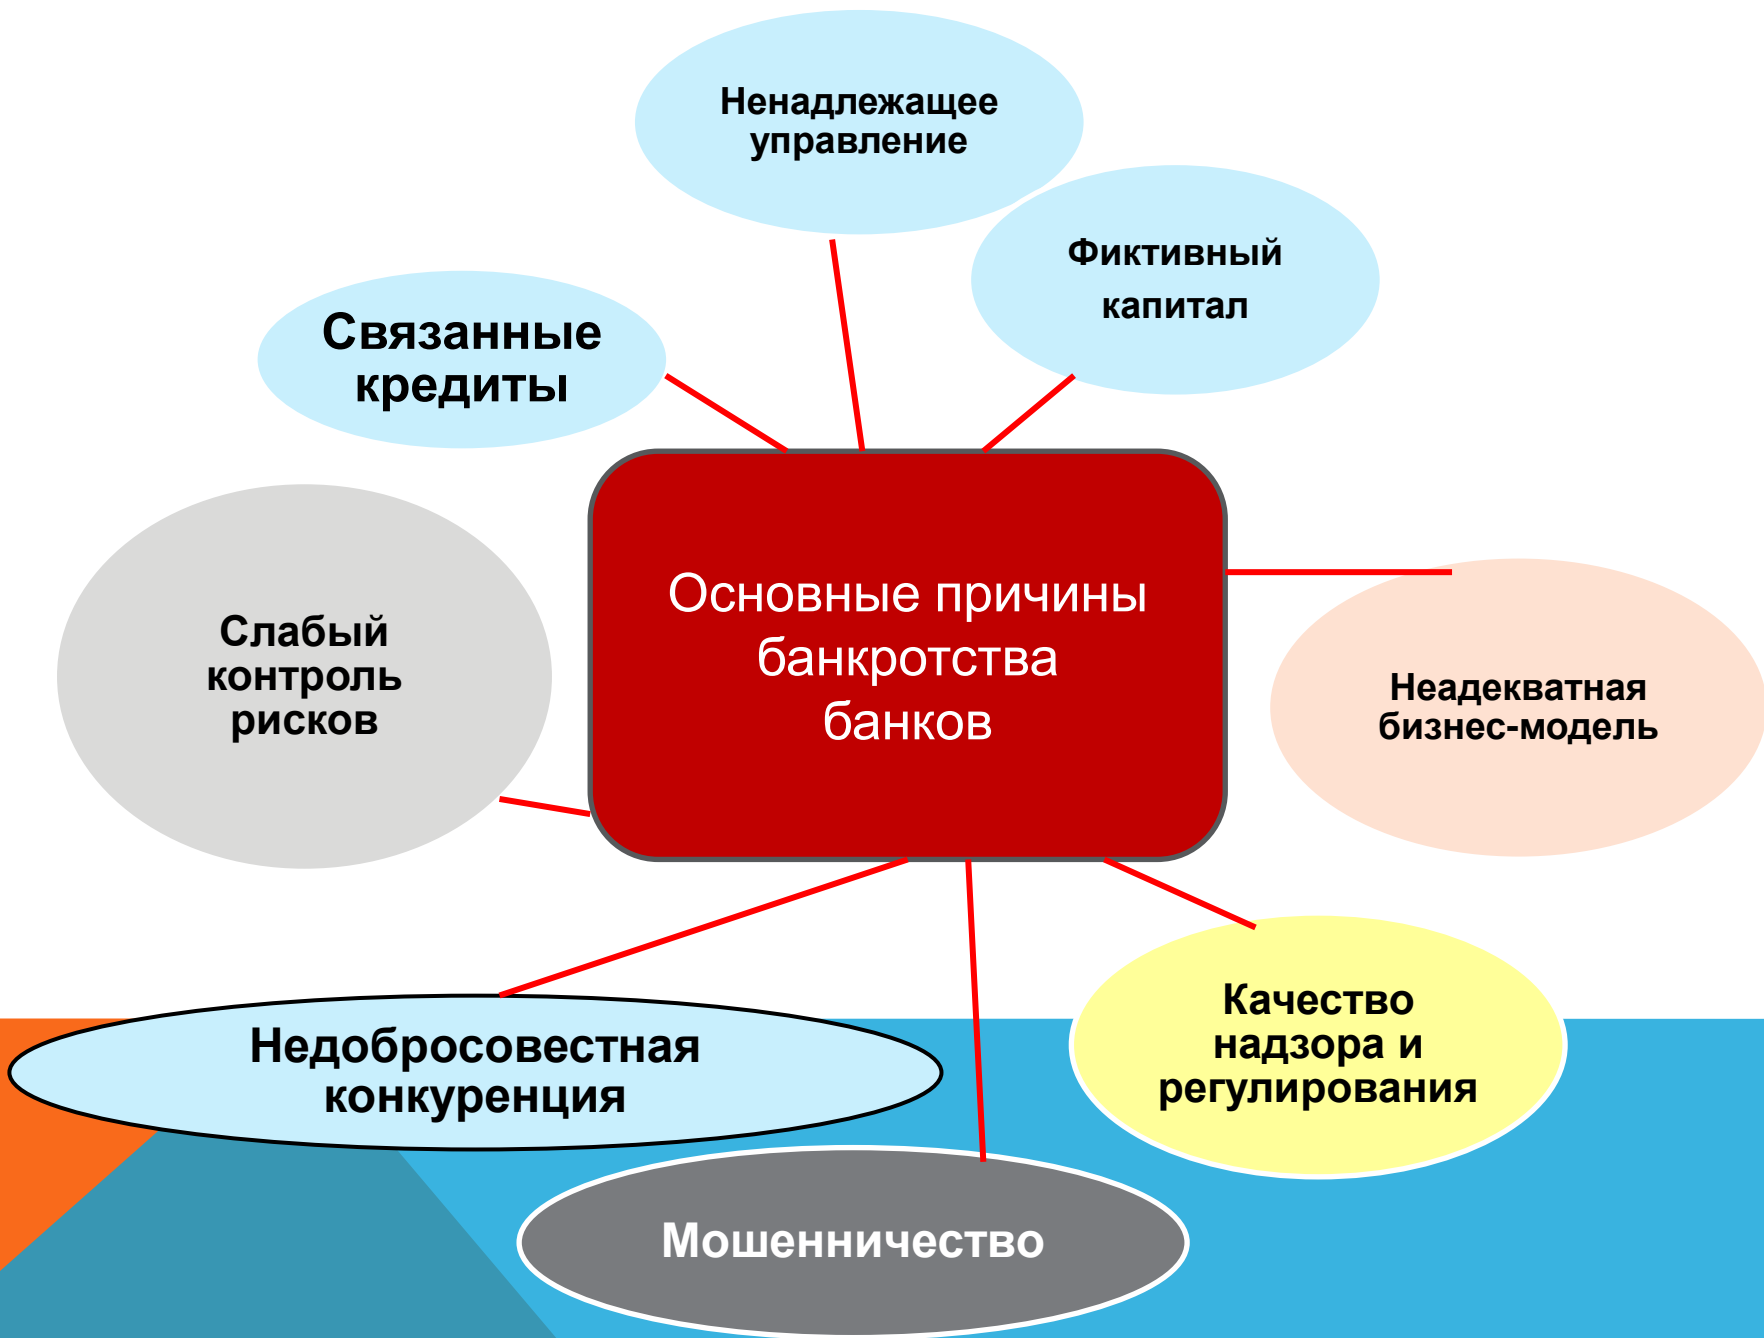 Ненадлежащее
управление
Фиктивный
капитал
Связанные
кредиты
Основные причины
банкротства
банков
Слабый
контроль
рисков
Неадекватная
бизнес-модель
Качество
надзора и
регулирования
Недобросовестная
конкуренция
Мошенничество